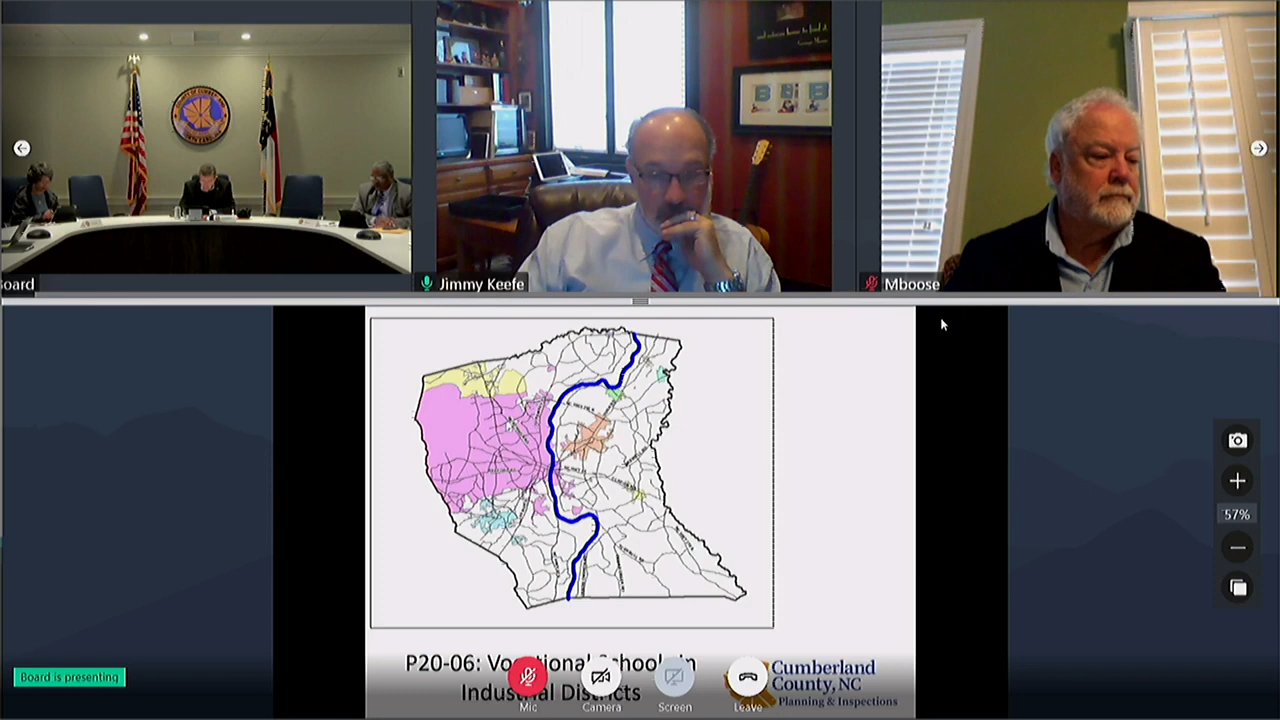 oard
Jimmy Keefe
Mboose
57%
P20-06: Vocational Schools in
Industrial Districts
Cumberland
County, NC
Planning & Inspections
Board is presenting
Mic
Camera
Screen
Leave